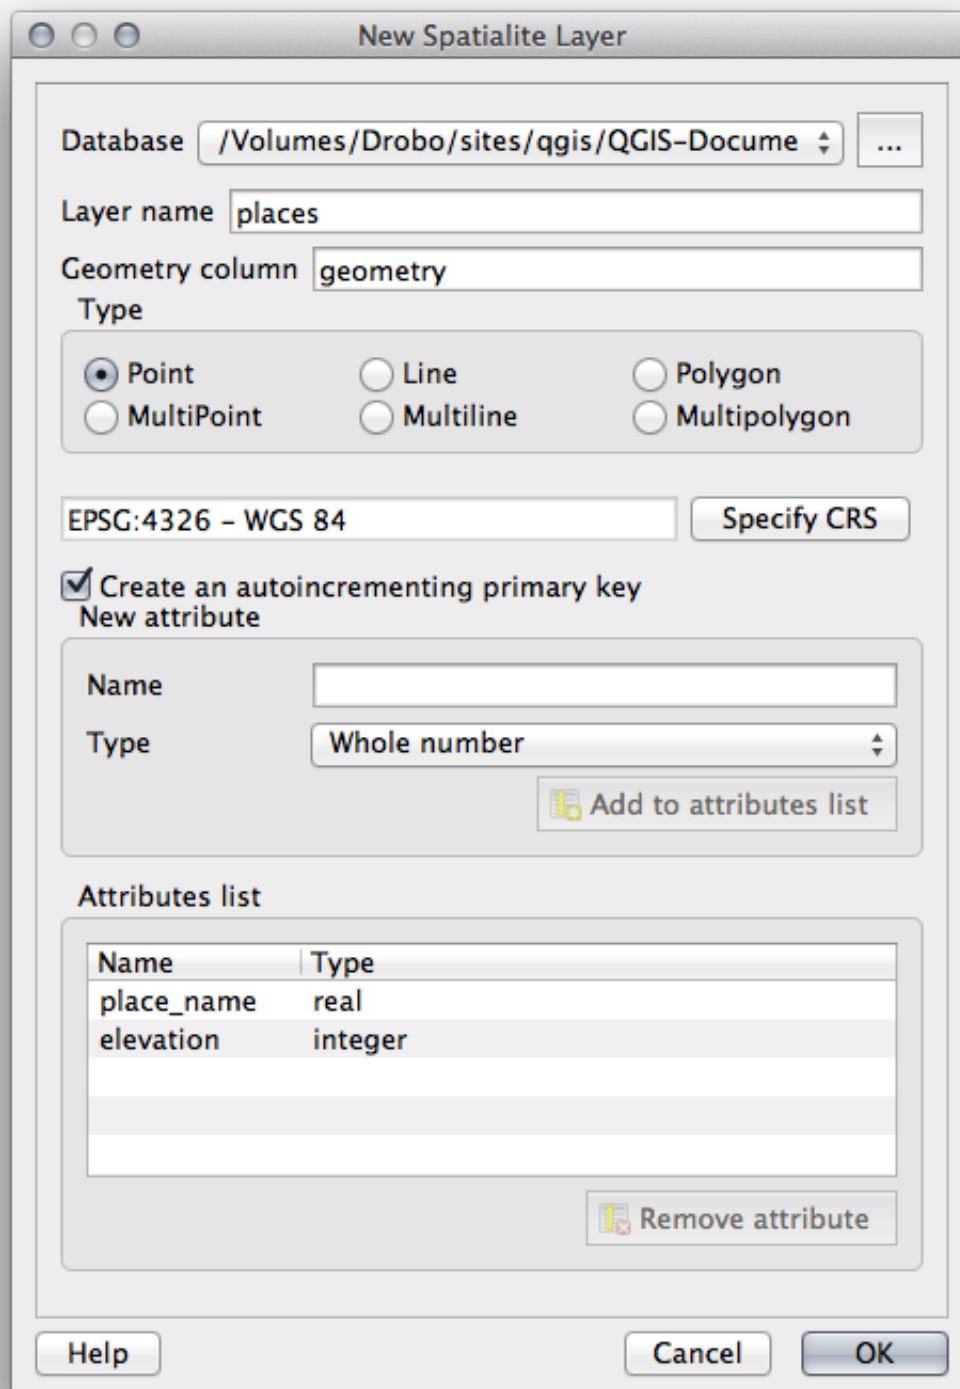 New Spatialite Layer
Database /Volumes/Drobo/sites/qgis/QGIS-Docume ...
Layer name places
Geometry column geometry
Type
Point Line Polygon
MultiPoint Multiline Multipolygon
EPSG:4326 – WGS 84 Specify CRS
Create an autoincrementing primary key
New attribute
Name
Type Whole number
Add to attributes list
Attributes list
Name Type
place_name real
elevation integer
Remove attribute
Help Cancel OK